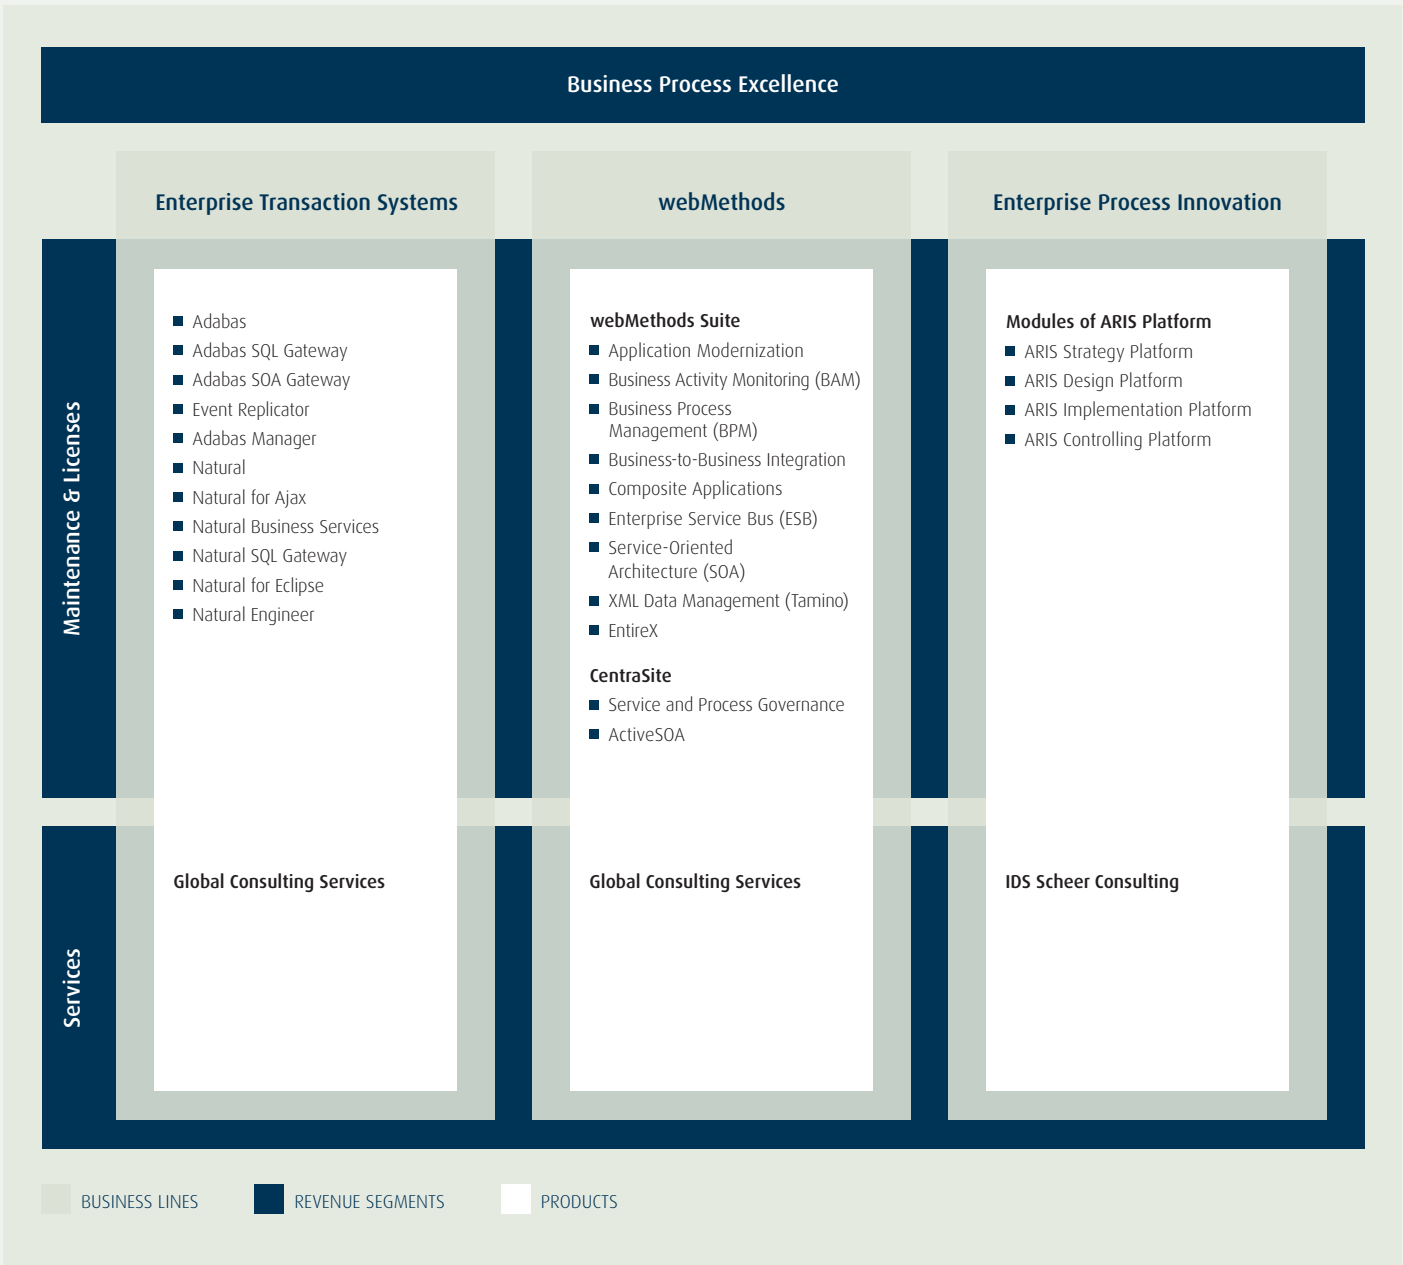 Business Process Excellence
Enterprise Transaction Systems
webMethods
Enterprise Process Innovation
Maintenance & Licenses
Adabas
Adabas SQL Gateway
Adabas SOA Gateway
Event Replicator
Adabas Manager
Natural
Natural for Ajax
Natural Business Services
Natural SQL Gateway
Natural for Eclipse
Natural Engineer
webMethods Suite
Application Modernization
Business Activity Monitoring (BAM)
Business Process
Management (BPM)
Business-to-Business Integration
Composite Applications
Enterprise Service Bus (ESB)
Service-Oriented
Architecture (SOA)
XML Data Management (Tamino)
EntireX
CentraSite
Service and Process Governance
ActiveSOA
Modules of ARIS Platform
ARIS Strategy Platform
ARIS Design Platform
ARIS Implementation Platform
ARIS Controlling Platform
Services
Global Consulting Services
Global Consulting Services
IDS Scheer Consulting
BUSINESS LINES
REVENUE SEGMENTS
PRODUCTS